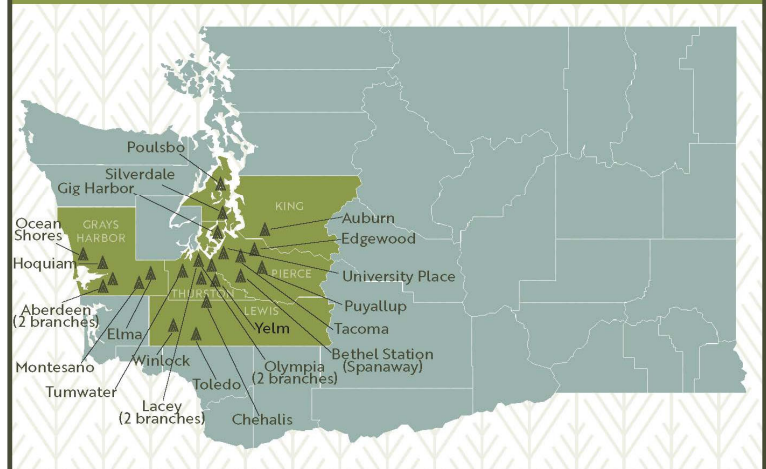 Poulsbo
Silverdale
Gig Harbor
KING
Ocean
Shores
GRAYS
HARBOR
Auburn
Edgewood
Hoquiam
University Place
PIERCE
THURSTON
Aberdeen
(2 branches)
LEWIS
Puyallup
Elma
Yelm
Tacoma
Montesano
Winlock
Olympia
(2 branches)
Bethel Station
(Spanaway)
Tumwater
Toledo
Lacey
(2 branches)
Chehalis